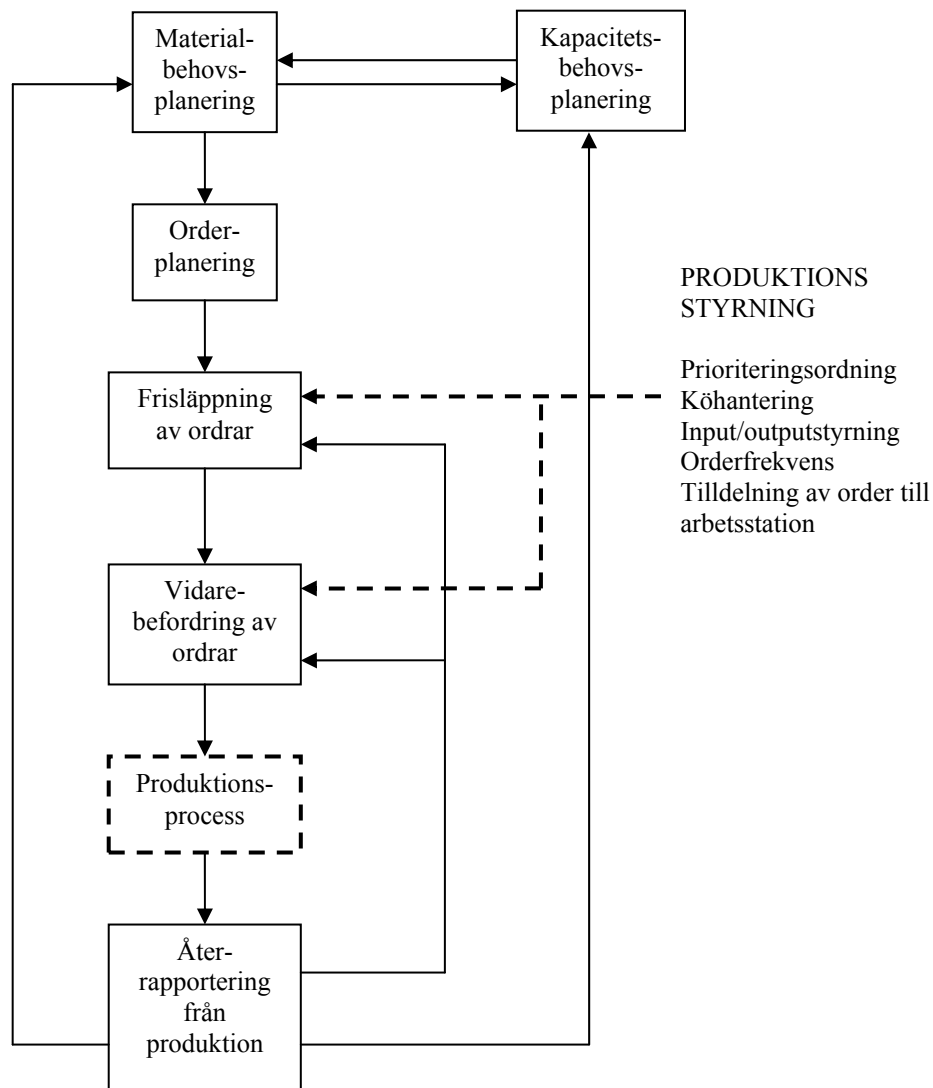 Material-
behovs-
planering
Kapacitets-
behovs-
planering
Order-
planering
PRODUKTIONS
STYRNING
Prioriteringsordning
Köhantering
Input/outputstyrning
Orderfrekvens
Tilldelning av order till
arbetsstation
Frisläppning
av ordrar
Vidare-
befordring av
ordrar
Produktions-
process
Åter-
rapportering
från
produktion